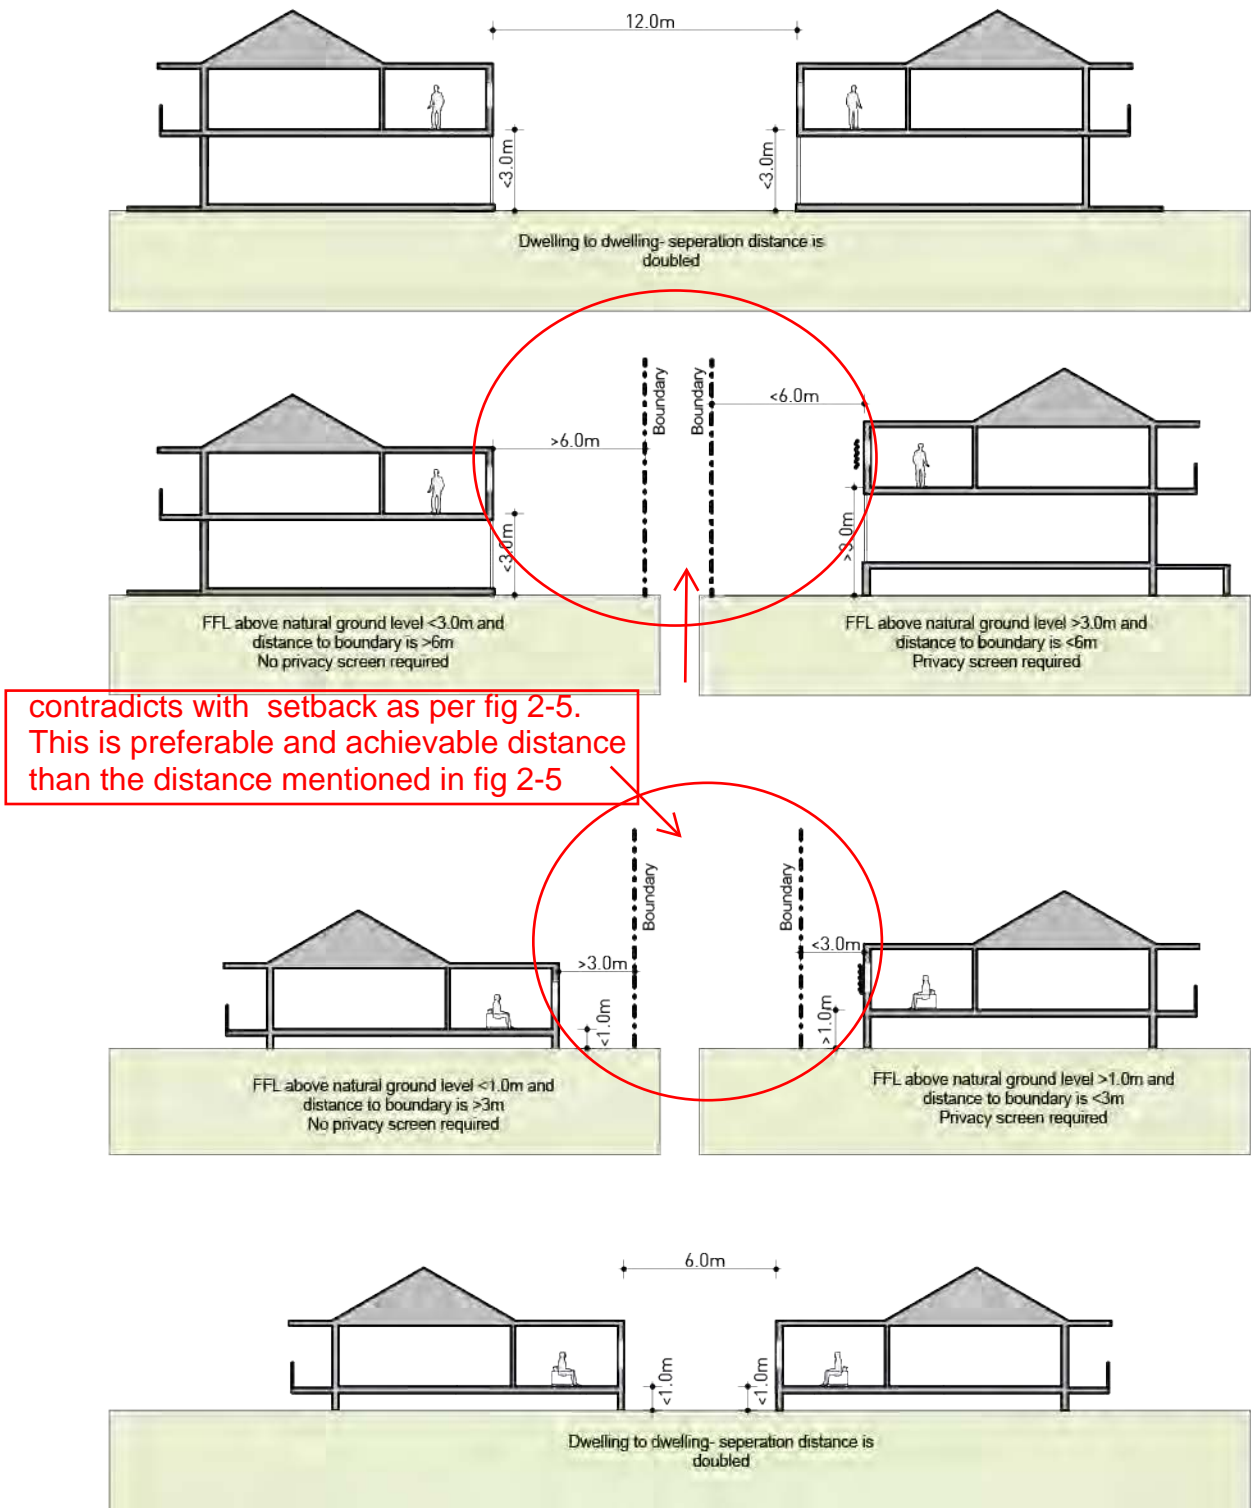 12.0m
<3.0m
<3.0m
Dwelling to dwelling- seperation distance is
doubled
Boundary
Boundary
>6.0m
<6.0m
<3.0m
>3.0m
FFL above natural ground level <3.0m and
distance to boundary is >6m
No privacy screen required
FFL above natural ground level >3.0m and
distance to boundary is <6m
Privacy screen required
contradicts with setback as per fig 2-5.
This is preferable and achievable distance
than the distance mentioned in fig 2-5
Boundary
Boundary
>3.0m
<3.0m
<1.0m
>1.0m
FFL above natural ground level <1.0m and
distance to boundary is >3m
No privacy screen required
FFL above natural ground level >1.0m and
distance to boundary is <3m
Privacy screen required
6.0m
<1.0m
<1.0m
Dwelling to dwelling- seperation distance is
doubled